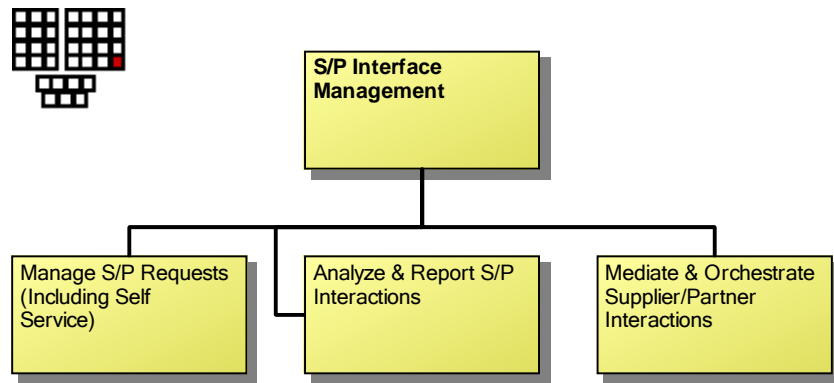 S/P Interface
Management
Manage S/P Requests
(Including Self
Service)
Analyze & Report S/P
Interactions
Mediate & Orchestrate
Supplier/Partner
Interactions